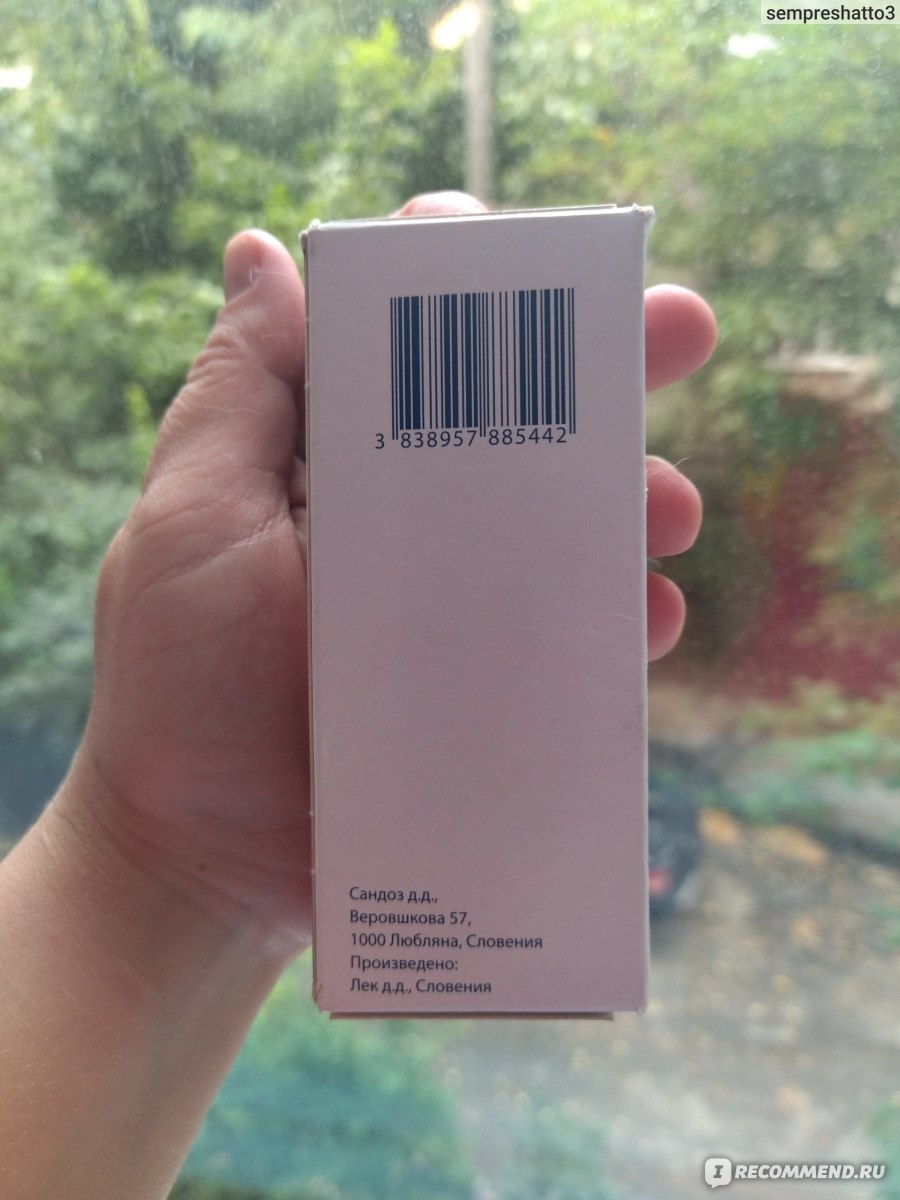 sempreshatto3
3 838957 885442
Сандоз д.д.,
Веровшкова 57,
1000 Любляна, Словения
Произведено:
Лек д.д., Словения
I RECOMMEND.RU